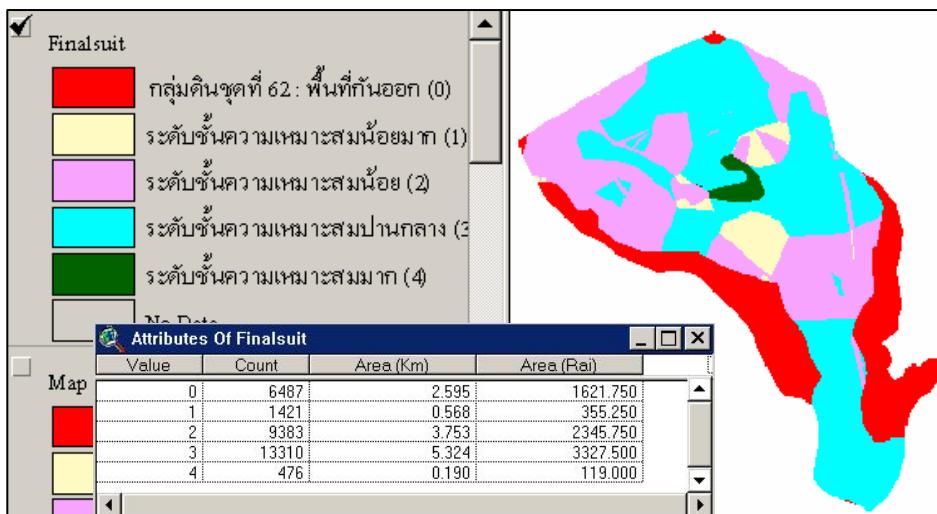 Finalsuit
กลุ่มดินชุดที่ 62 : พื้นที่กันออก (0)
ระดับชั้นความเหมาะสมน้อยมาก (1)
ระดับชั้นความเหมาะสมน้อย (2)
ระดับชั้นความเหมาะสมปานกลาง (3
ระดับชั้นความเหมาะสมมาก (4)
No Data
Map
Attributes Of Finalsuit
Value Count Area (Km) Area (Rai)
0 6487 2.595 1621.750
1 1421 0.568 355.250
2 9383 3.753 2345.750
3 13310 5.324 3327.500
4 476 0.190 119.000